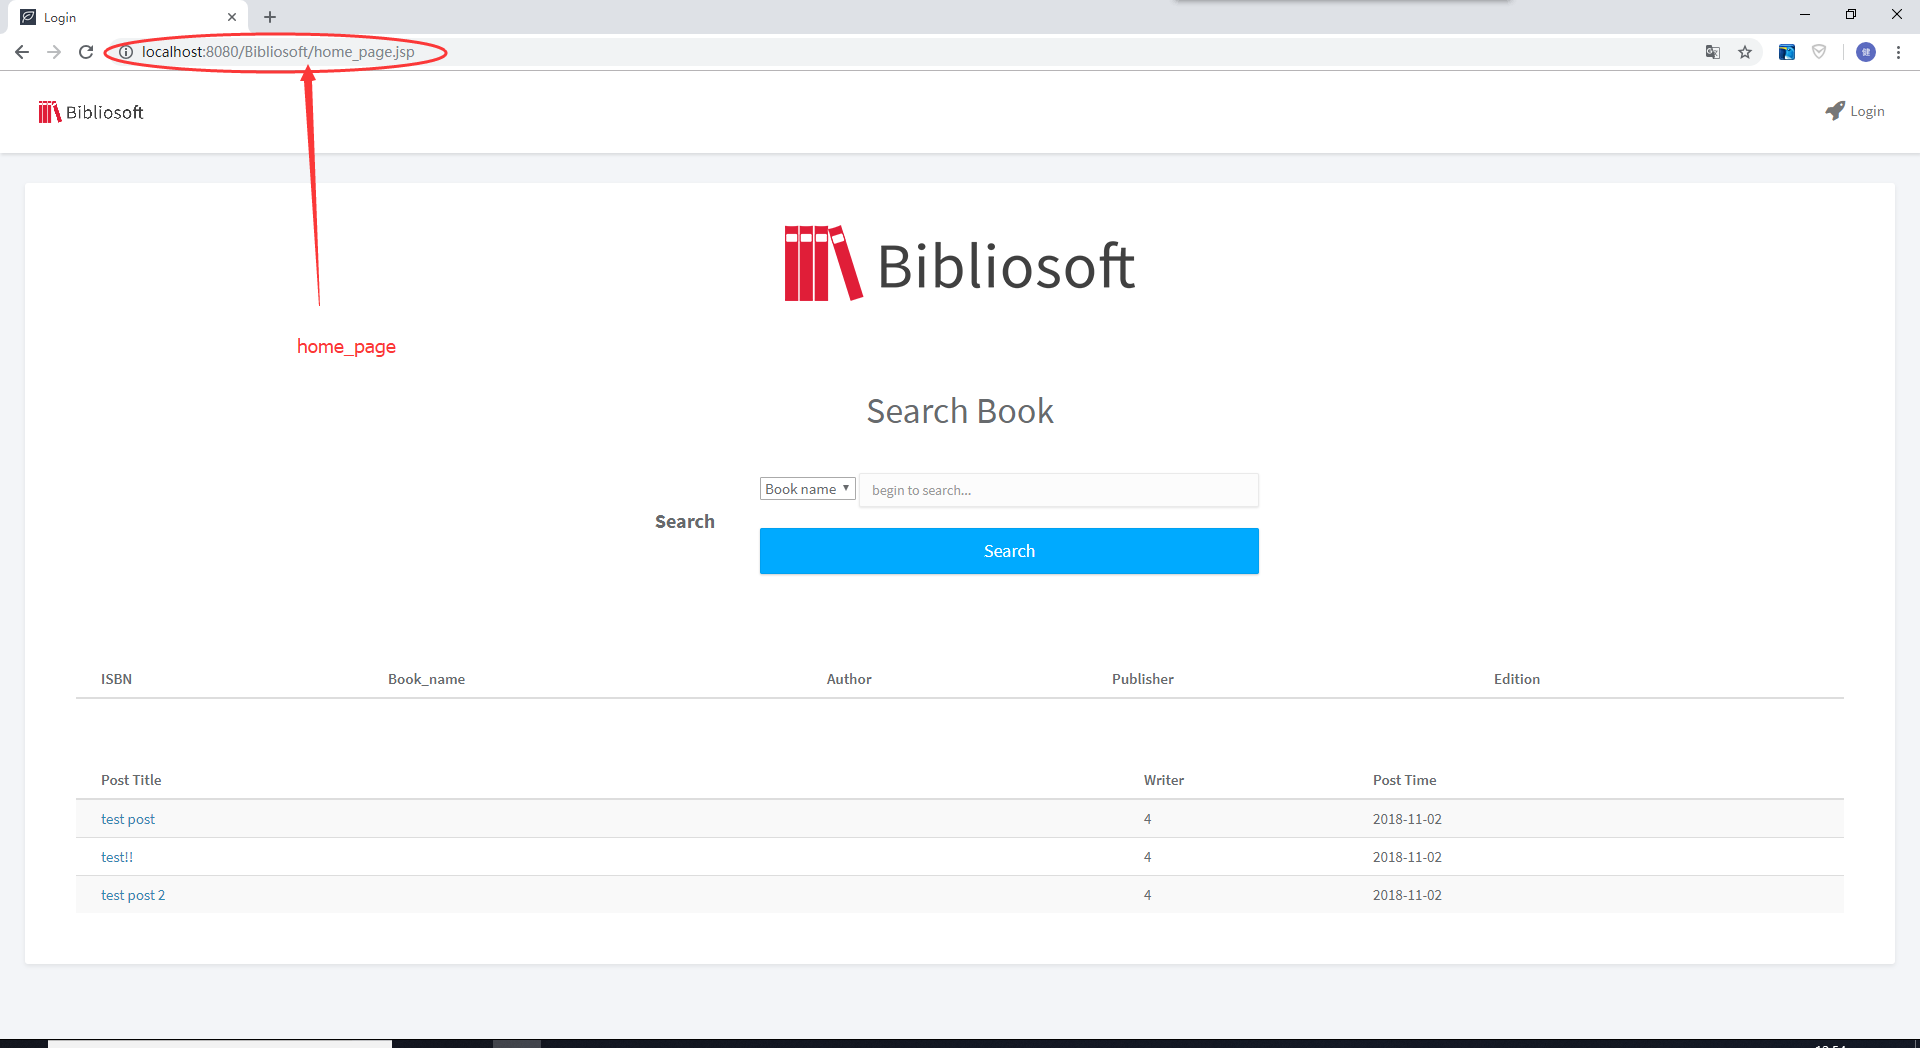 Login
localhost:8080/Bibliosoft/home_page.jsp
健
Bibliosoft
Login
Bibliosoft
home_page
Search Book
Book name
begin to search...
Search
Search
ISBN Book_name Author Publisher Edition
Post Title Writer Post Time
test post 4 2018-11-02
test!! 4 2018-11-02
test post 2 4 2018-11-02